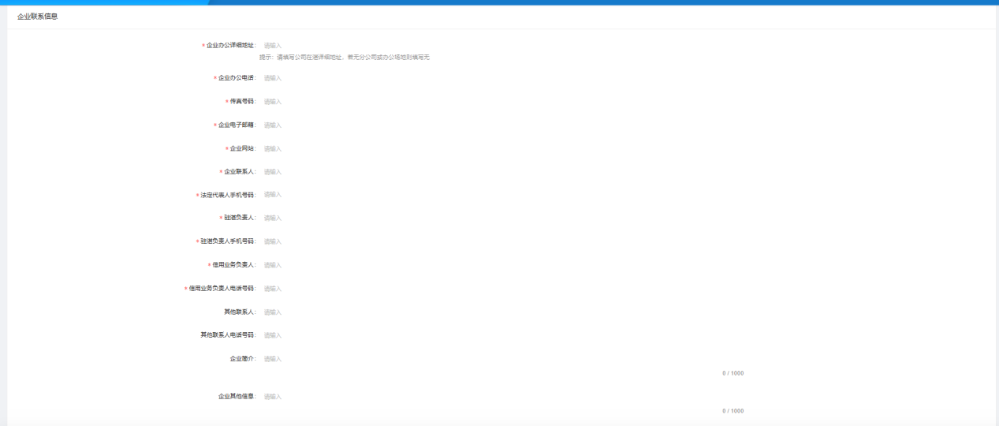 企业联系信息
* 企业办公详细地址： 请输入
提示：请填写公司在湛详细地址，若无分公司或办公场地则填写无
* 企业办公电话： 请输入
* 传真号码： 请输入
* 企业电子邮箱： 请输入
* 企业网站： 请输入
* 企业联系人： 请输入
* 法定代表人手机号码： 请输入
* 驻湛负责人： 请输入
* 驻湛负责人手机号码： 请输入
* 信用业务负责人： 请输入
* 信用业务负责人电话号码： 请输入
其他联系人： 请输入
其他联系人电话号码： 请输入
企业简介： 请输入
0 / 1000
企业其他信息： 请输入
0 / 1000